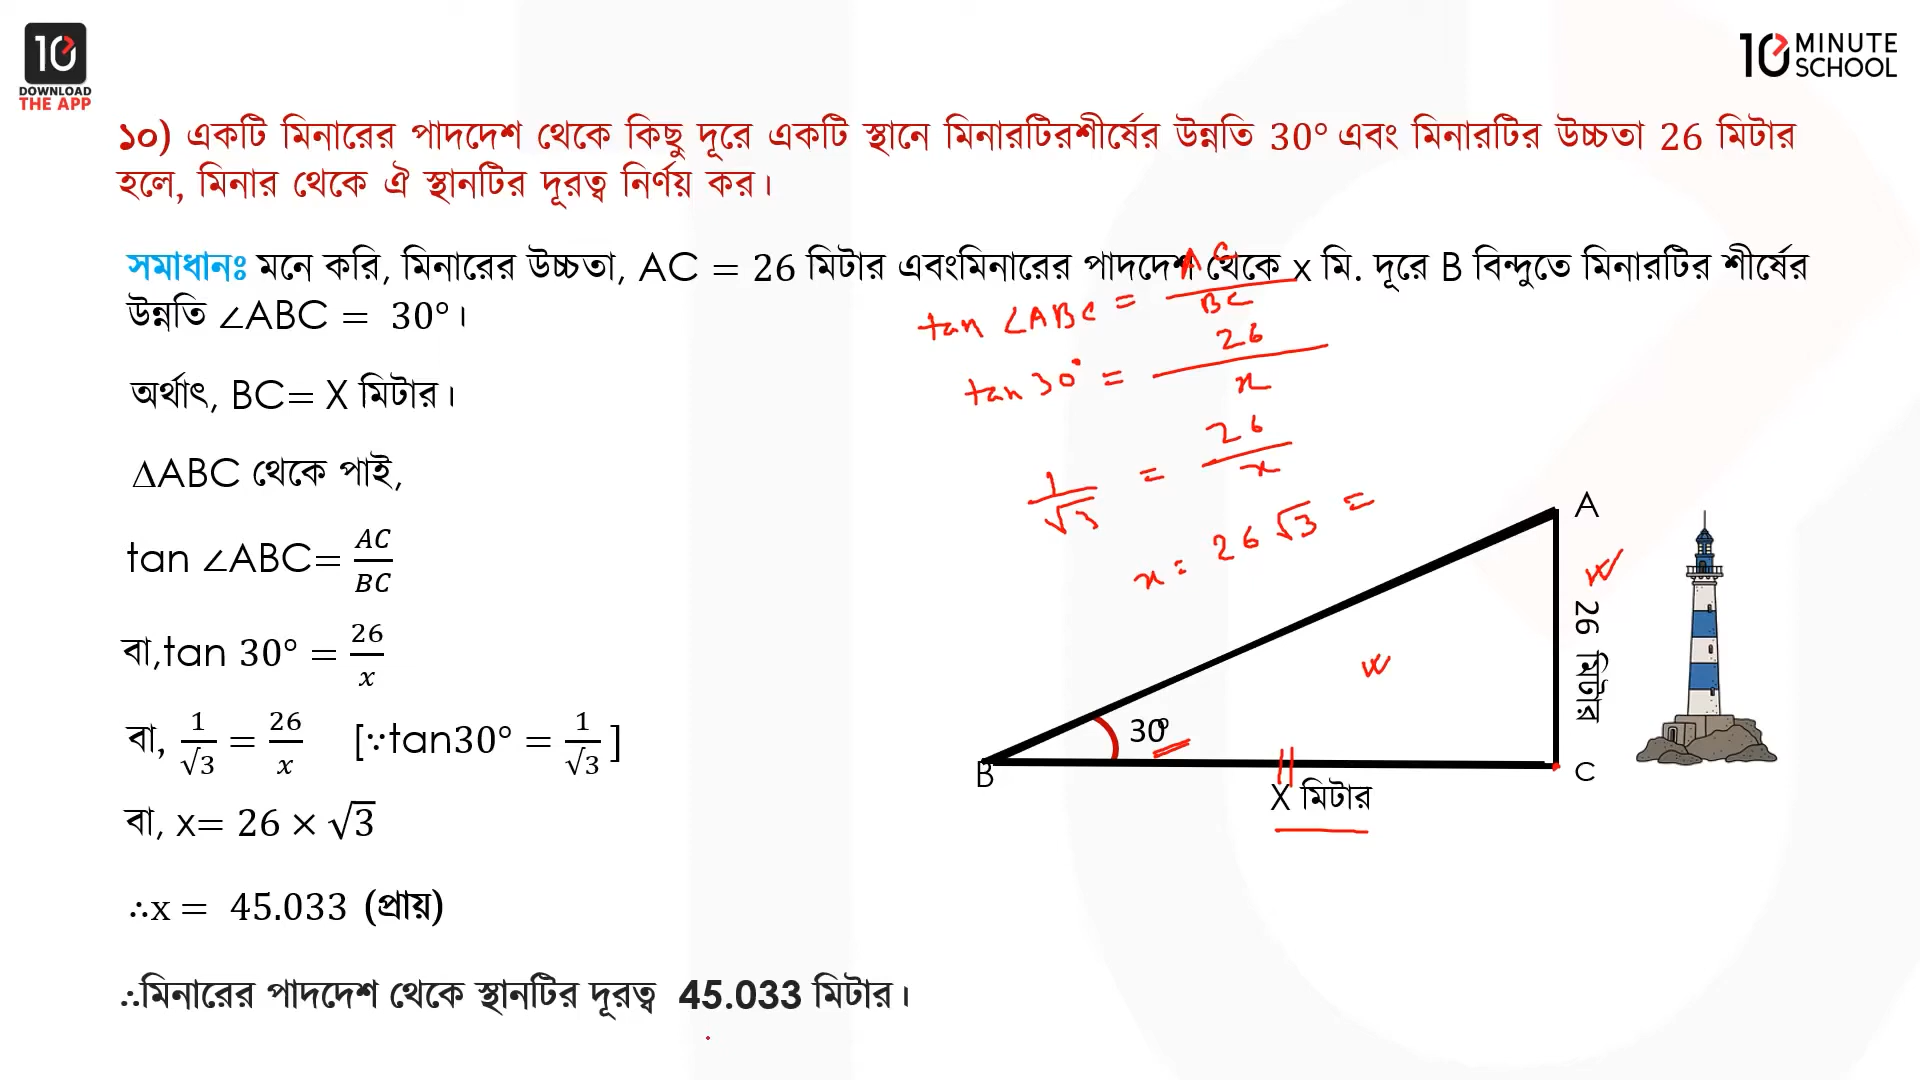 10
DOWNLOAD
THE APP
10 MINUTE
SCHOOL
১০) একটি মিনারের পাদদেশ থেকে কিছু দূরে একটি স্থানে মিনারটিরশীর্ষের উন্নতি 30° এবং মিনারটির উচ্চতা 26 মিটার
হলে, মিনার থেকে ঐ স্থানটির দূরত্ব নির্ণয় কর।
সমাধানঃ মনে করি, মিনারের উচ্চতা, AC = 26 মিটার এবংমিনারের পাদদেশ থেকে x মি. দূরে B বিন্দুতে মিনারটির শীর্ষের
উন্নতি ∠ABC = 30°।
অর্থাৎ, BC= X মিটার।
∆ABC থেকে পাই,
tan ∠ABC= AC/BC
বা,tan 30° = 26/x
বা, 1/√3 = 26/x [∵tan30° = 1/√3 ]
বা, x= 26 × √3
∴x = 45.033 (প্রায়)
∴মিনারের পাদদেশ থেকে স্থানটির দূরত্ব 45.033 মিটার।
tan ∠ABC = AC/BC
tan 30° = 26/x
1/√3 = 26/x
x = 26 √3 =
A
26 মিটার
30°
B
C
X মিটার